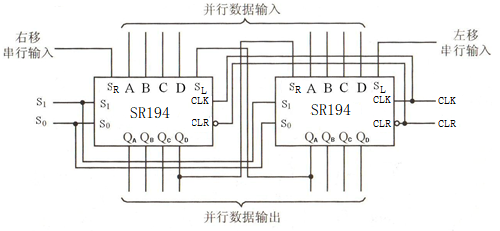 并行数据输入
右移
串行输入
左移
串行输入
SR A B C D SL
SR A B C D SL
S1 S1 CLK CLK CLK
SR194 SR194
S0 S0 CLR S1 S0 CLR CLR
QA QB QC QD
QA QB QC QD
并行数据输出